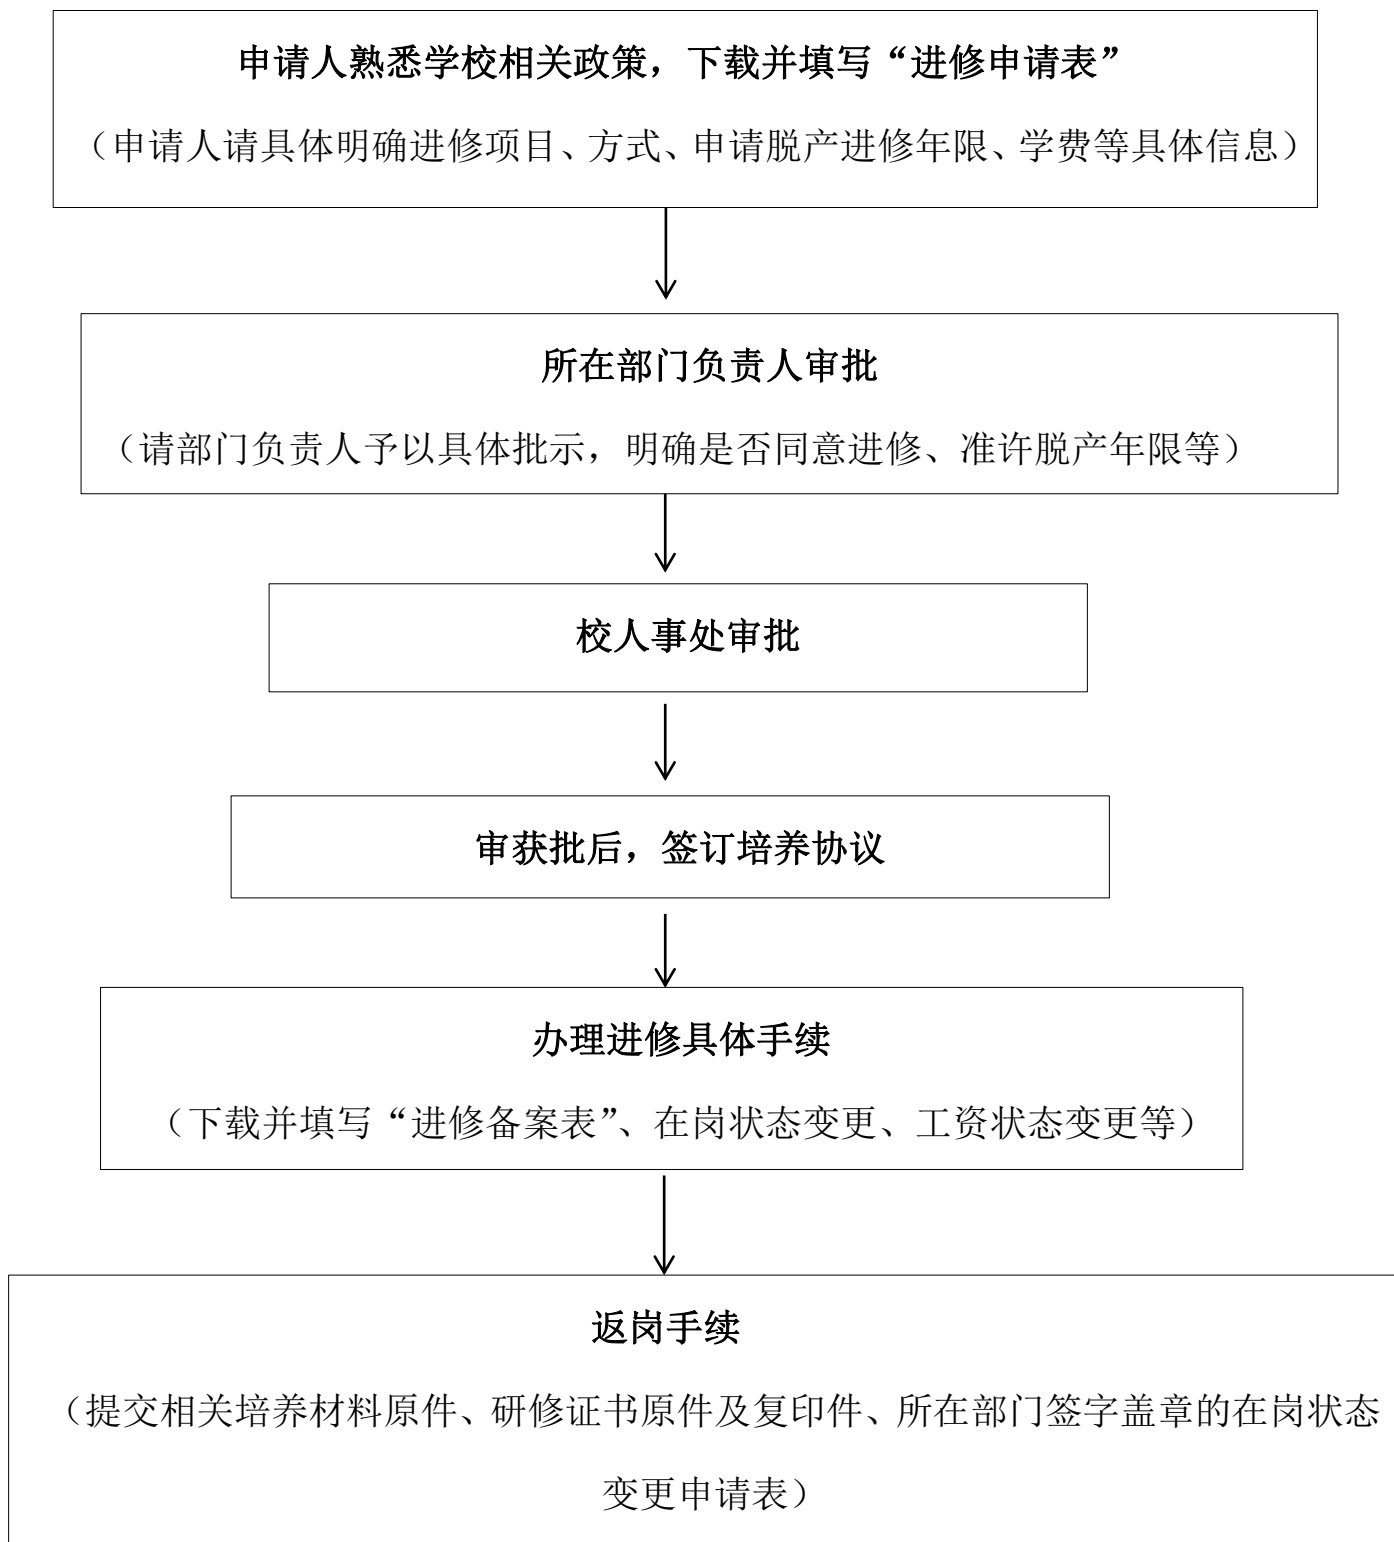 申请人熟悉学校相关政策，下载并填写“进修申请表”
（申请人请具体明确进修项目、方式、申请脱产进修年限、学费等具体信息）
所在部门负责人审批
（请部门负责人予以具体批示，明确是否同意进修、准许脱产年限等）
校人事处审批
审获批后，签订培养协议
办理进修具体手续
（下载并填写“进修备案表”、在岗状态变更、工资状态变更等）
返岗手续
（提交相关培养材料原件、研修证书原件及复印件、所在部门签字盖章的在岗状态
变更申请表）